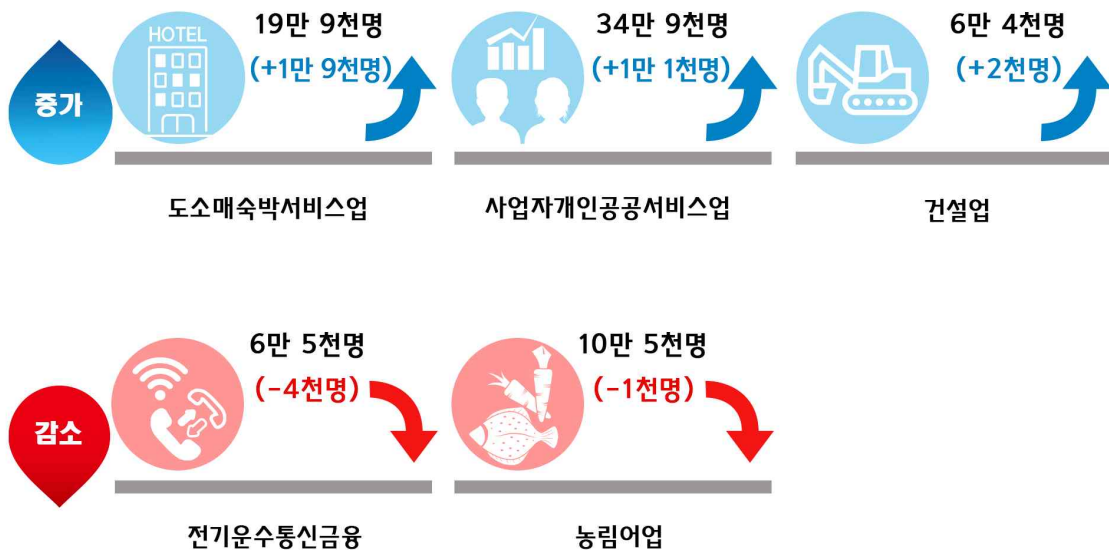 증가
HOTEL
19만 9천명
(+1만 9천명)
도소매숙박서비스업
34만 9천명
(+1만 1천명)
사업자개인공공서비스업
6만 4천명
(+2천명)
건설업
감소
6만 5천명
(-4천명)
전기운수통신금융
10만 5천명
(-1천명)
농림어업